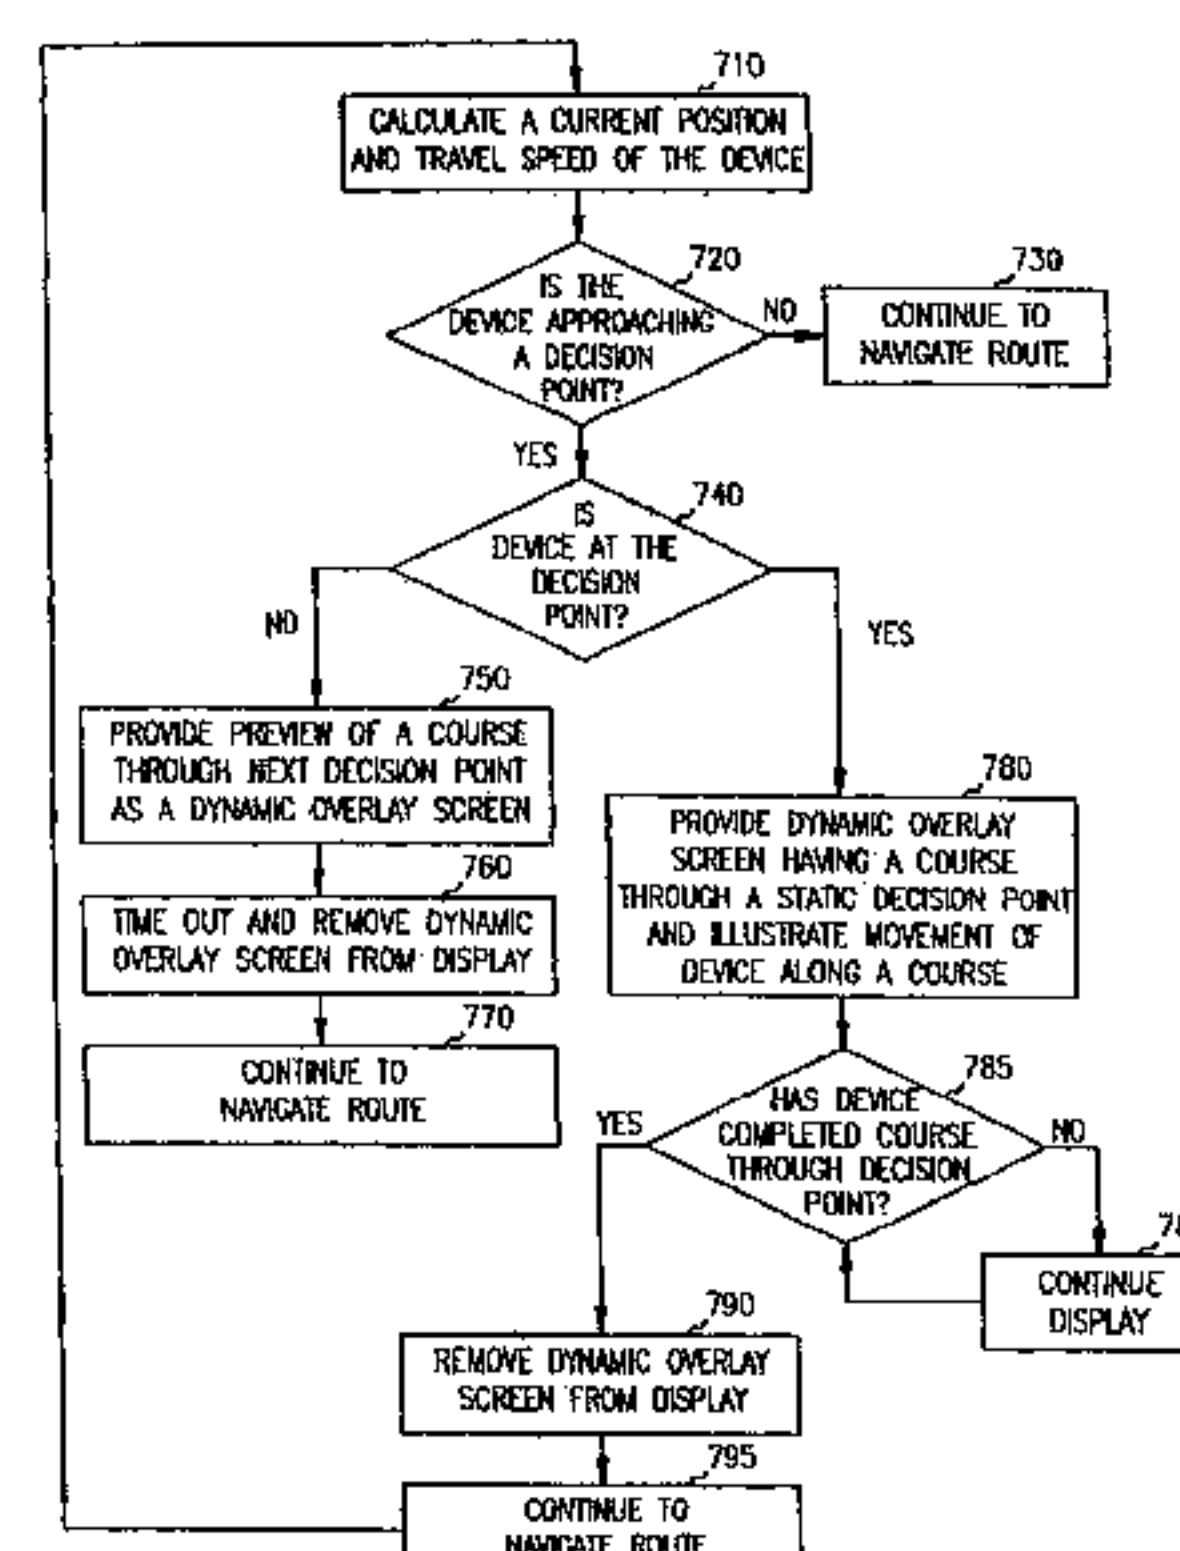 710
CALCULATE A CURRENT POSITION
AND TRAVEL SPEED OF THE DEVICE
720
IS THE
DEVICE APPROACHING
A DECISION
POINT?
NO
730
CONTINUE TO
NAVIGATE ROUTE
YES
740
IS
DEVICE AT THE
DECISION
POINT?
NO
YES
750
PROVIDE PREVIEW OF A COURSE
THROUGH NEXT DECISION POINT
AS A DYNAMIC OVERLAY SCREEN
760
TIME OUT AND REMOVE DYNAMIC
OVERLAY SCREEN FROM DISPLAY
770
CONTINUE TO
NAVIGATE ROUTE
780
PROVIDE DYNAMIC OVERLAY
SCREEN HAVING A COURSE
THROUGH A STATIC DECISION POINT
AND ILLUSTRATE MOVEMENT OF
DEVICE ALONG A COURSE
785
HAS DEVICE
COMPLETED COURSE
THROUGH DECISION
POINT?
YES
NO
CONTINUE
DISPLAY
790
REMOVE DYNAMIC OVERLAY
SCREEN FROM DISPLAY
795
CONTINUE TO
NAVIGATE ROUTE